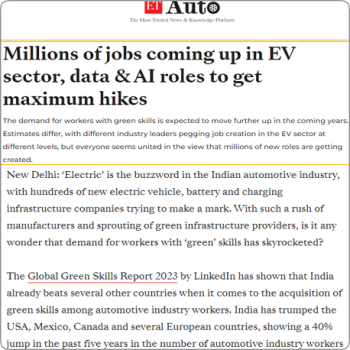 ET Auto
The Most Trusted News & Knowledge Platform
Millions of jobs coming up in EV
sector, data & AI roles to get
maximum hikes
The demand for workers with green skills is expected to move further up in the coming years.
Estimates differ, with different industry leaders pegging job creation in the EV sector at
different levels, but everyone seems united in the view that millions of new roles are getting
created.
New Delhi: ‘Electric’ is the buzzword in the Indian automotive industry,
with hundreds of new electric vehicle, battery and charging
infrastructure companies trying to make a mark. With such a rush of
manufacturers and sprouting of green infrastructure providers, is it
any wonder that demand for workers with ‘green’ skills has skyrocketed?
The Global Green Skills Report 2023 by LinkedIn has shown that India
already beats several other countries when it comes to the acquisition of
green skills among automotive industry workers. India has trumped the
USA, Mexico, Canada and several European countries, showing a 40%
jump in the past five years in the number of automotive industry workers